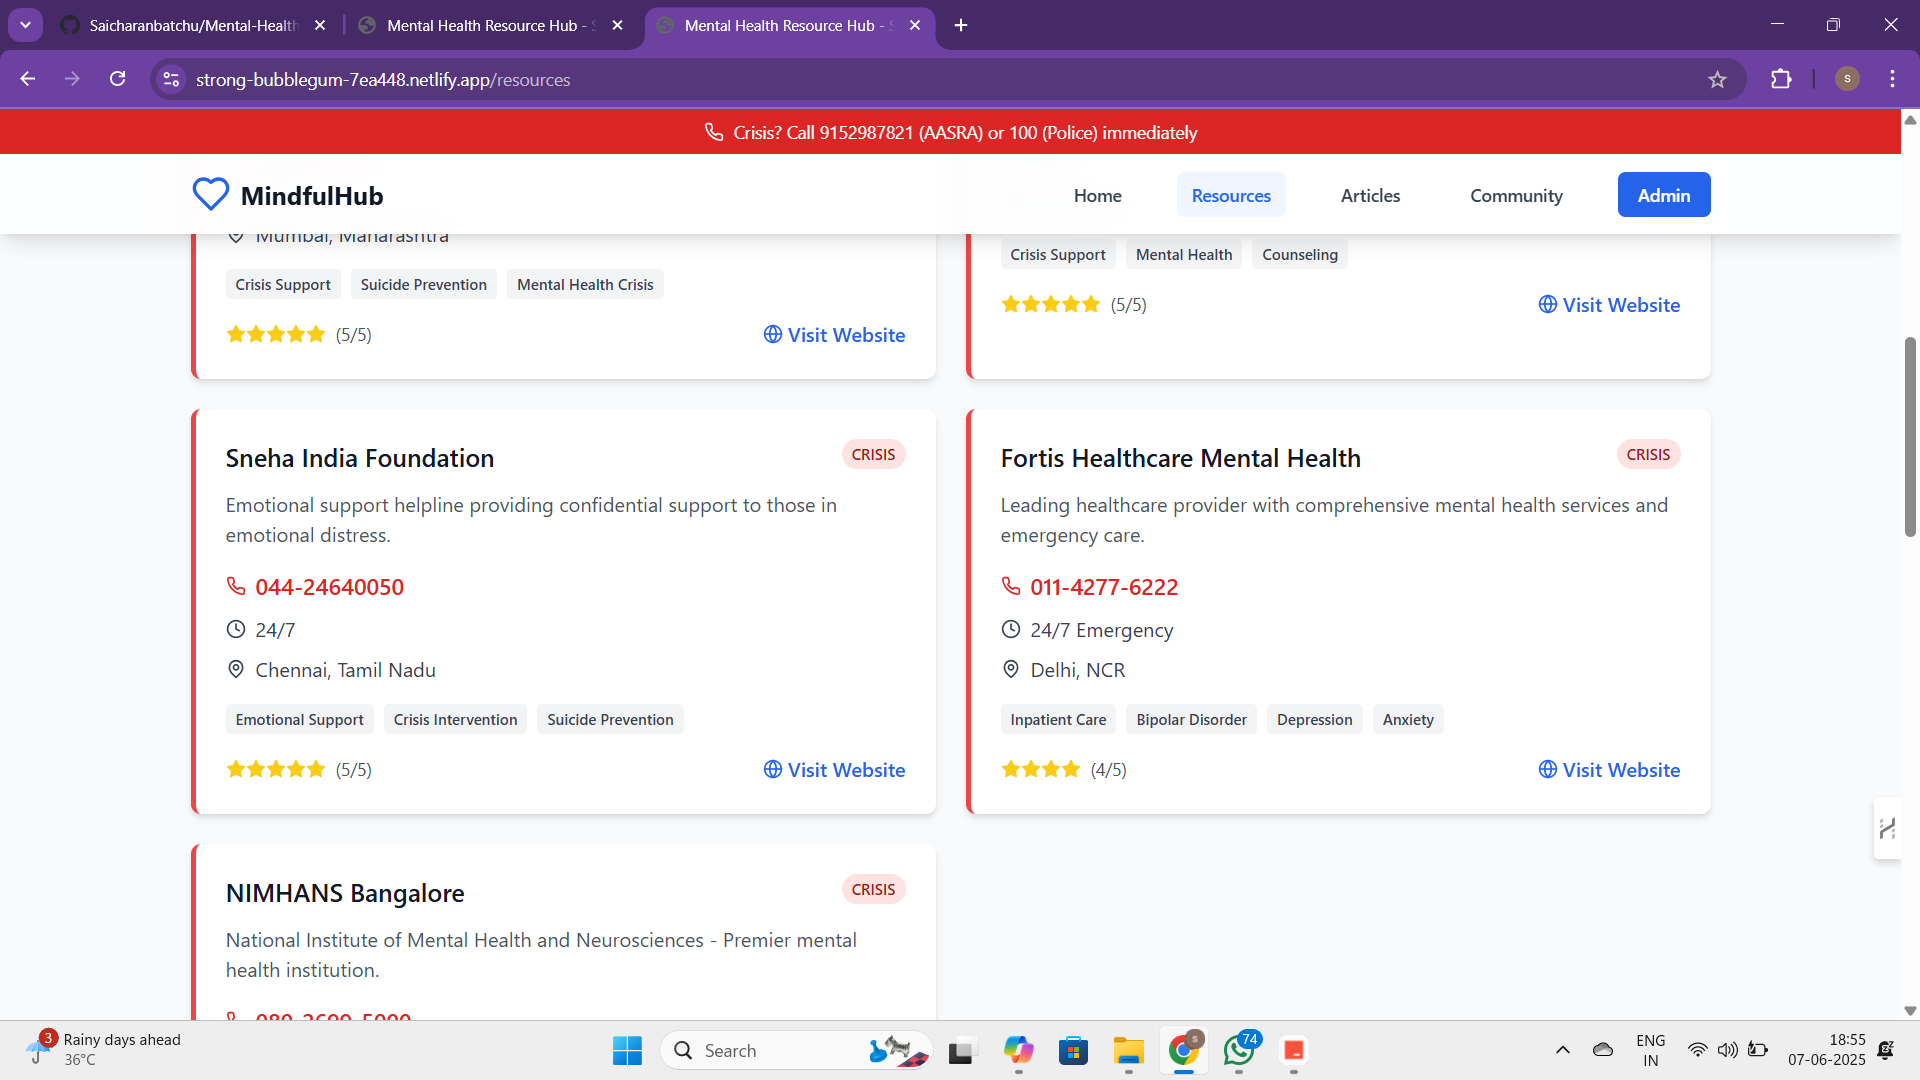 Saicharanbatchu/Mental-Health
Mental Health Resource Hub - S
Mental Health Resource Hub - S
strong-bubblegum-7ea448.netlify.app/resources
S
Crisis? Call 9152987821 (AASRA) or 100 (Police) immediately
MindfulHub
Home
Resources
Articles
Community
Admin
Mumbai, Maharashtra
Crisis Support
Suicide Prevention
Mental Health Crisis
(5/5)
Visit Website
Crisis Support
Mental Health
Counseling
(5/5)
Visit Website
Sneha India Foundation
CRISIS
Emotional support helpline providing confidential support to those in
emotional distress.
044-24640050
24/7
Chennai, Tamil Nadu
Emotional Support
Crisis Intervention
Suicide Prevention
(5/5)
Visit Website
Fortis Healthcare Mental Health
CRISIS
Leading healthcare provider with comprehensive mental health services and
emergency care.
011-4277-6222
24/7 Emergency
Delhi, NCR
Inpatient Care
Bipolar Disorder
Depression
Anxiety
(4/5)
Visit Website
NIMHANS Bangalore
CRISIS
National Institute of Mental Health and Neurosciences - Premier mental
health institution.
080-2699-5000
3
Rainy days ahead
36°C
Search
S
74
ENG
IN
18:55
07-06-2025